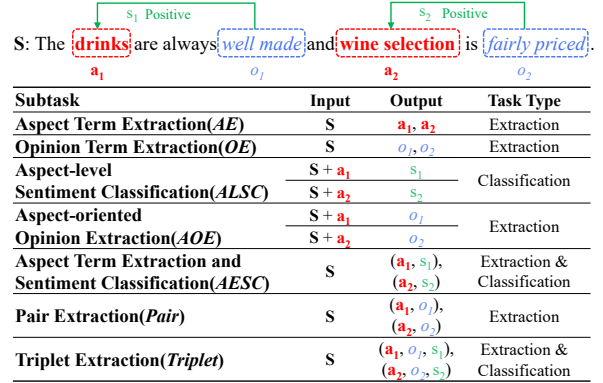 s₁ Positive s₂ Positive
S: The drinks are always well made and wine selection is fairly priced.
a₁ o₁ a₂ o₂
Subtask Input Output Task Type
Aspect Term Extraction(AE) S a₁, a₂ Extraction
Opinion Term Extraction(OE) S o₁, o₂ Extraction
Aspect-level S + a₁ s₁
Classification
Sentiment Classification(ALSC) S + a₂ s₂
Aspect-oriented S + a₁ o₁
Extraction
Opinion Extraction(AOE) S + a₂ o₂
Aspect Term Extraction and (a₁, s₁), Extraction &
S
Sentiment Classification(AESC) (a₂, s₂) Classification
(a₁, o₁),
Pair Extraction(Pair) S Extraction
(a₂, o₂)
(a₁, o₁, s₁), Extraction &
Triplet Extraction(Triplet) S
(a₂, o₂, s₂) Classification